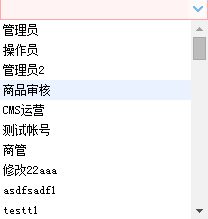 管理员
操作员
管理员2
商品审核
CMS运营
测试帐号
商管
修改22aaa
asdfsadf1
testt1